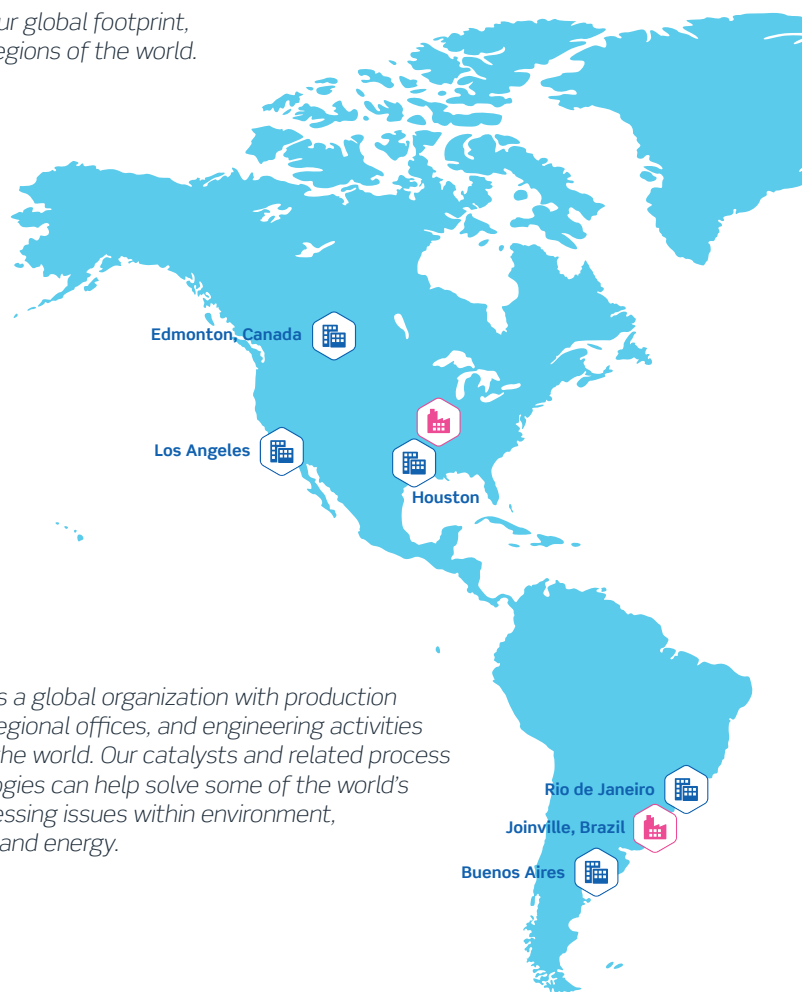 ur global footprint,
egions of the world.
Edmonton, Canada
Los Angeles
Houston
s a global organization with production
egional offices, and engineering activities
he world. Our catalysts and related process
ogies can help solve some of the world's
essing issues within environment,
and energy.
Rio de Janeiro
Joinville, Brazil
Buenos Aires